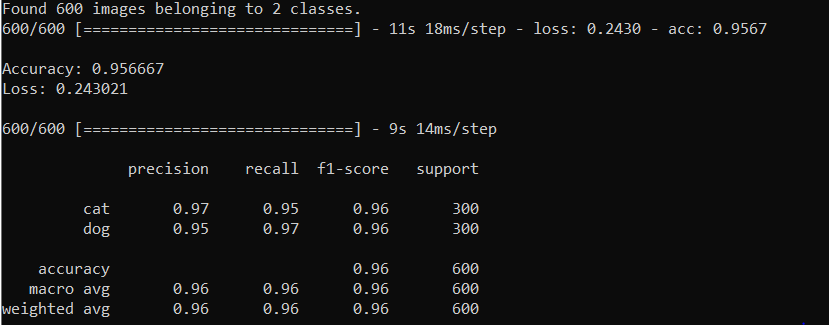 Found 600 images belonging to 2 classes.
600/600 [==============================] - 11s 18ms/step - loss: 0.2430 - acc: 0.9567
Accuracy: 0.956667
Loss: 0.243021
600/600 [==============================] - 9s 14ms/step
precision recall f1-score support
cat 0.97 0.95 0.96 300
dog 0.95 0.97 0.96 300
accuracy 0.96 600
macro avg 0.96 0.96 0.96 600
weighted avg 0.96 0.96 0.96 600